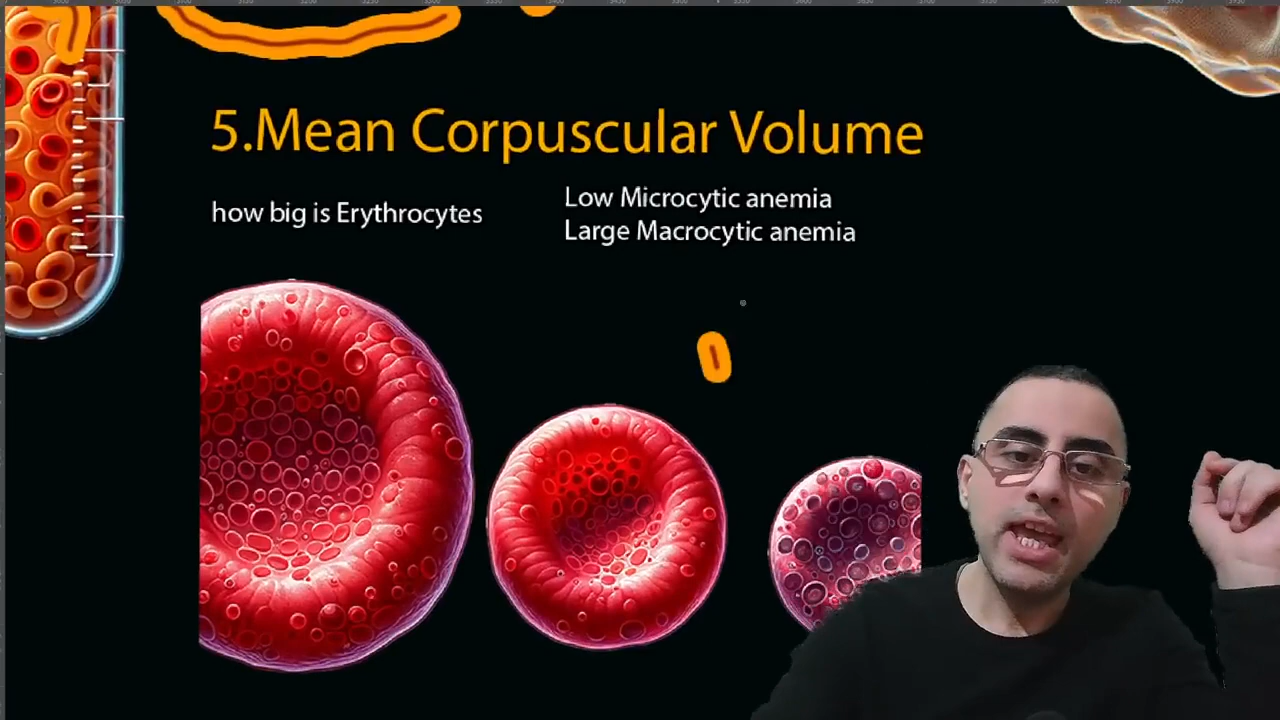 5.Mean Corpuscular Volume
how big is Erythrocytes
Low Microcytic anemia
Large Macrocytic anemia